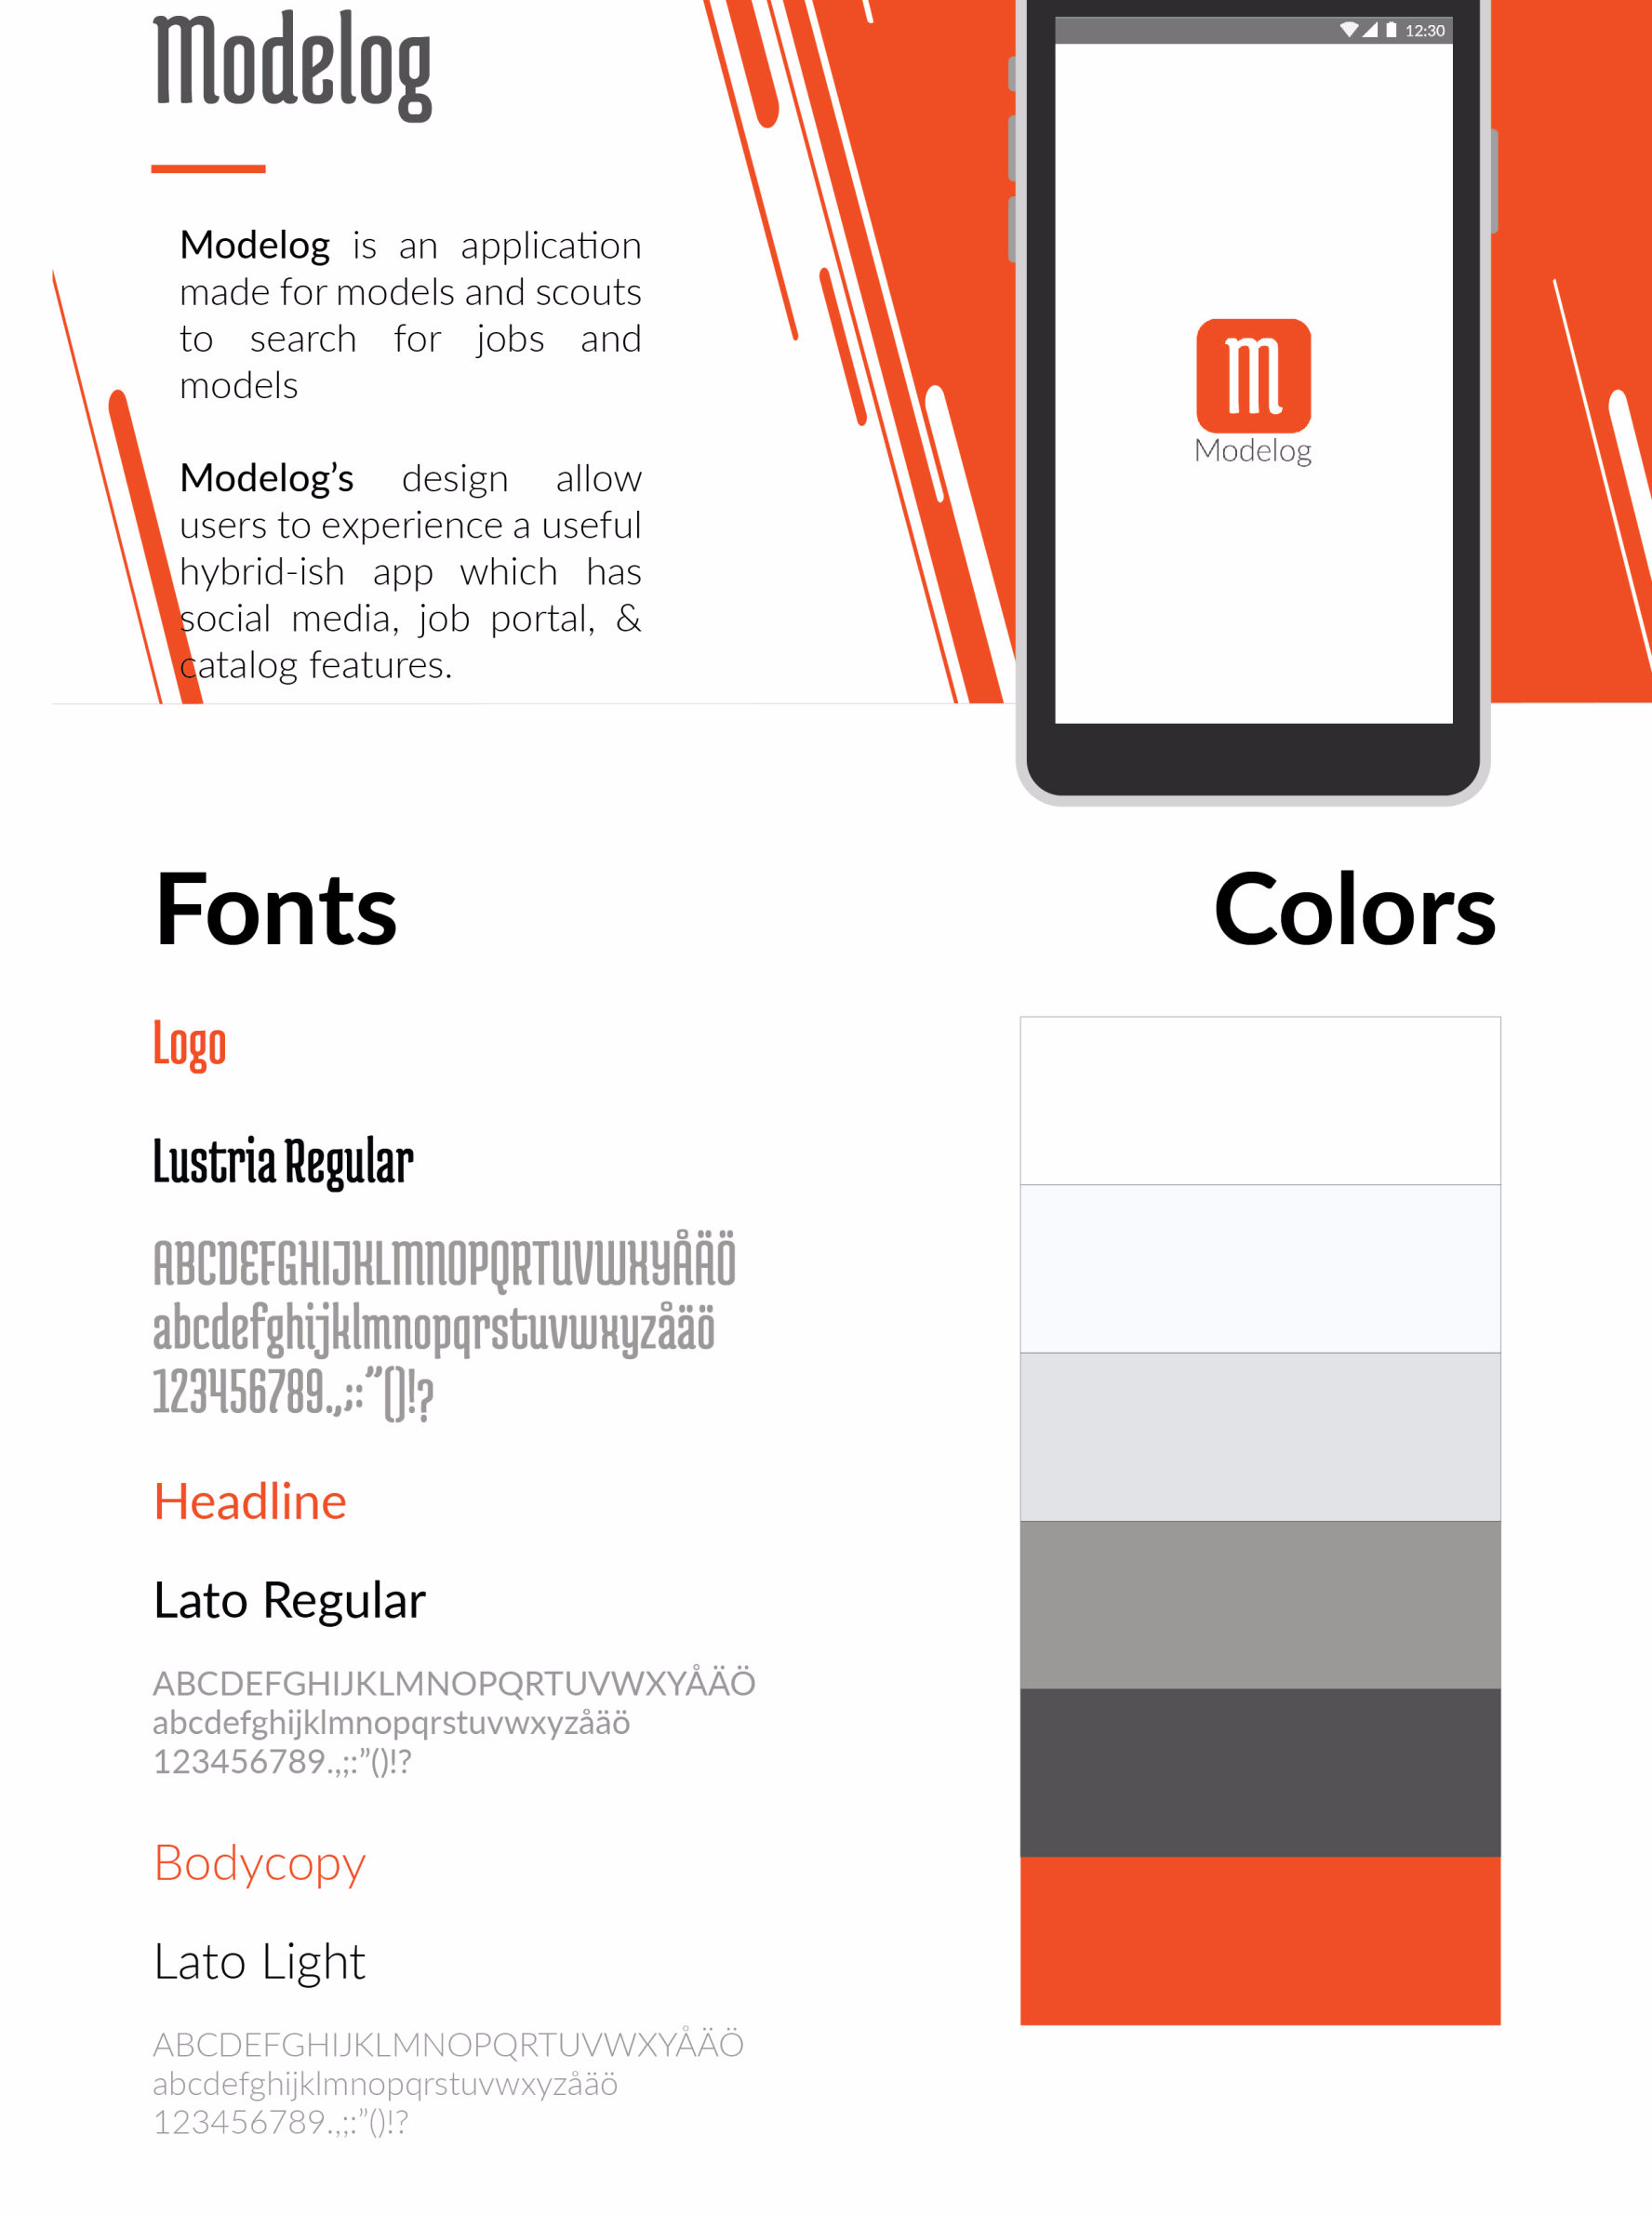 Modelog
12:30
Modelog is an application
made for models and scouts
to search for jobs and
models
Modelog’s design allow
users to experience a useful
hybrid-ish app which has
social media, job portal, &
catalog features.
m
Modelog
Fonts
Logo
Lustria Regular
ABCDEFGHIJKLMNOPQRTUVWXYÅÄÖ
abcdefghijklmnopqrstuvwxyzåäö
123456789.,;:”()!?
Headline
Lato Regular
ABCDEFGHIJKLMNOPQRTUVWXYÅÄÖ
abcdefghijklmnopqrstuvwxyzåäö
123456789.,;:”()!?
Bodycopy
Lato Light
ABCDEFGHIJKLMNOPQRTUVWXYÅÄÖ
abcdefghijklmnopqrstuvwxyzåäö
123456789.,;:”()!?
Colors